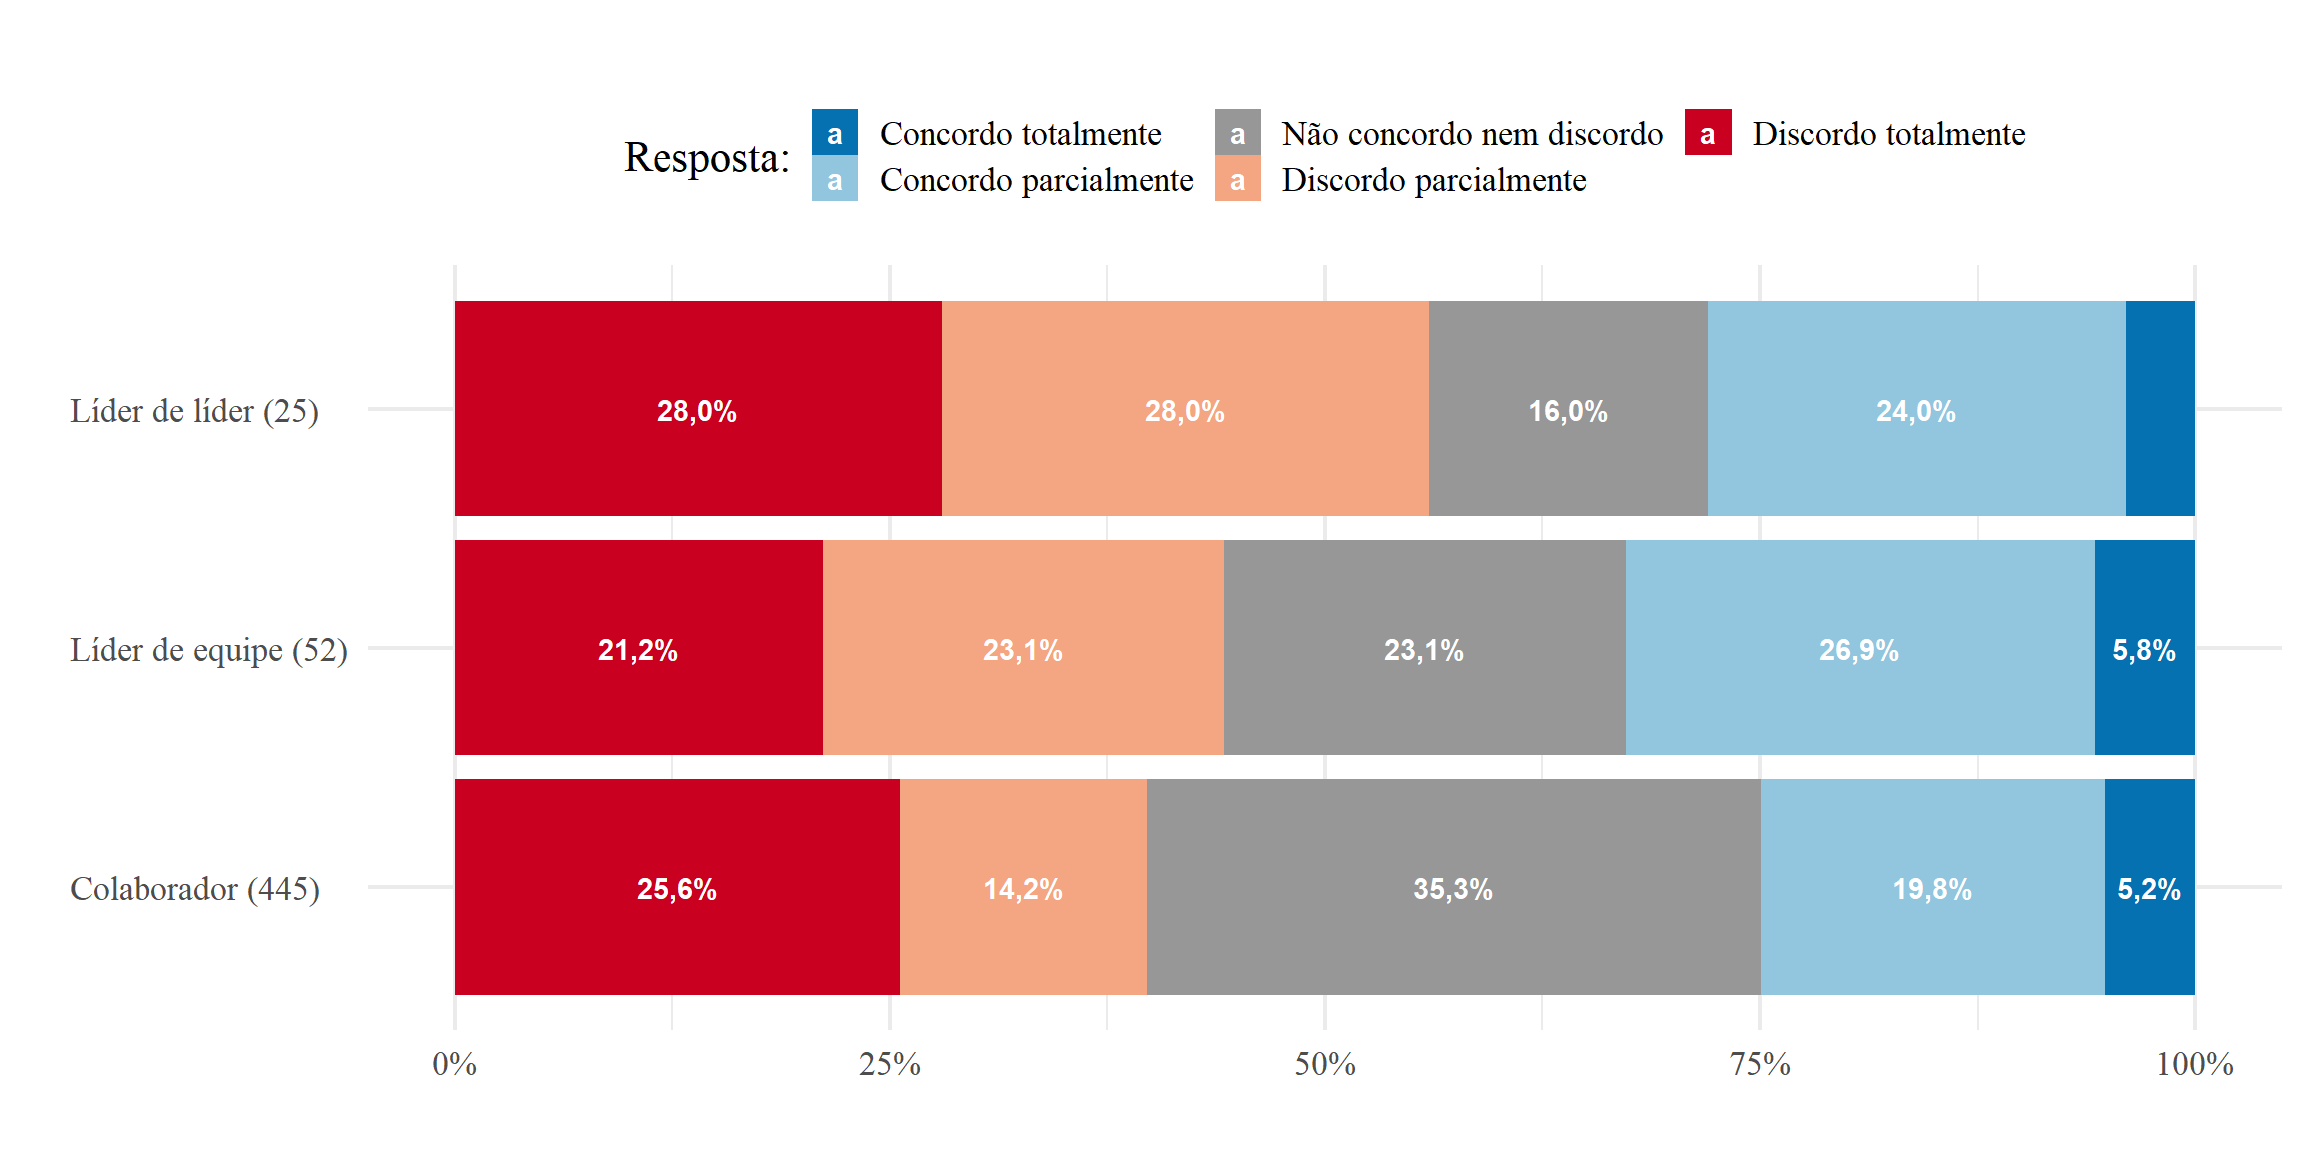 Resposta:
a Concordo totalmente a Não concordo nem discordo a Discordo totalmente
a Concordo parcialmente a Discordo parcialmente
Líder de líder (25) 28,0% 28,0% 16,0% 24,0%
Líder de equipe (52) 21,2% 23,1% 23,1% 26,9% 5,8%
Colaborador (445) 25,6% 14,2% 35,3% 19,8% 5,2%
0% 25% 50% 75% 100%